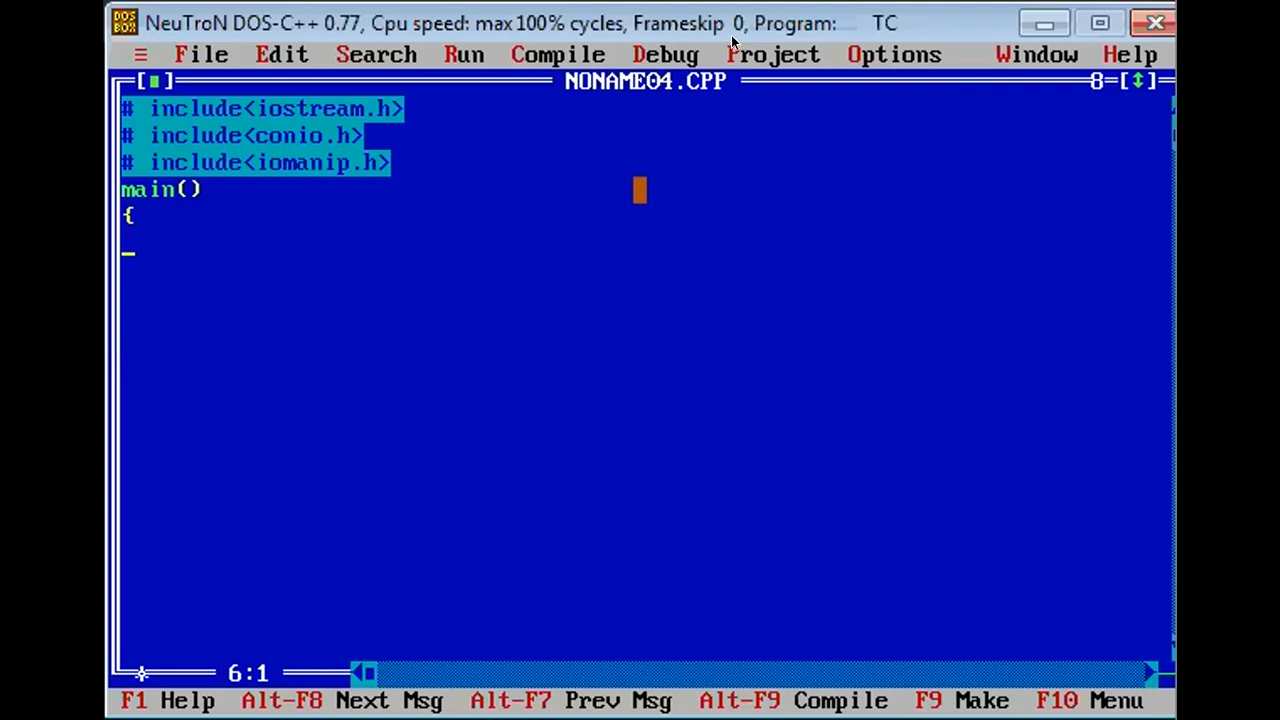 NeuTroN DOS-C++ 0.77, Cpu speed: max 100% cycles, Frameskip 0, Program: TC
≡ File Edit Search Run Compile Debug Project Options Window Help
[■] NONAME04.CPP 8=[↕]
# include<iostream.h>
# include<conio.h>
# include<iomanip.h>
main()
{
6:1
F1 Help Alt-F8 Next Msg Alt-F7 Prev Msg Alt-F9 Compile F9 Make F10 Menu